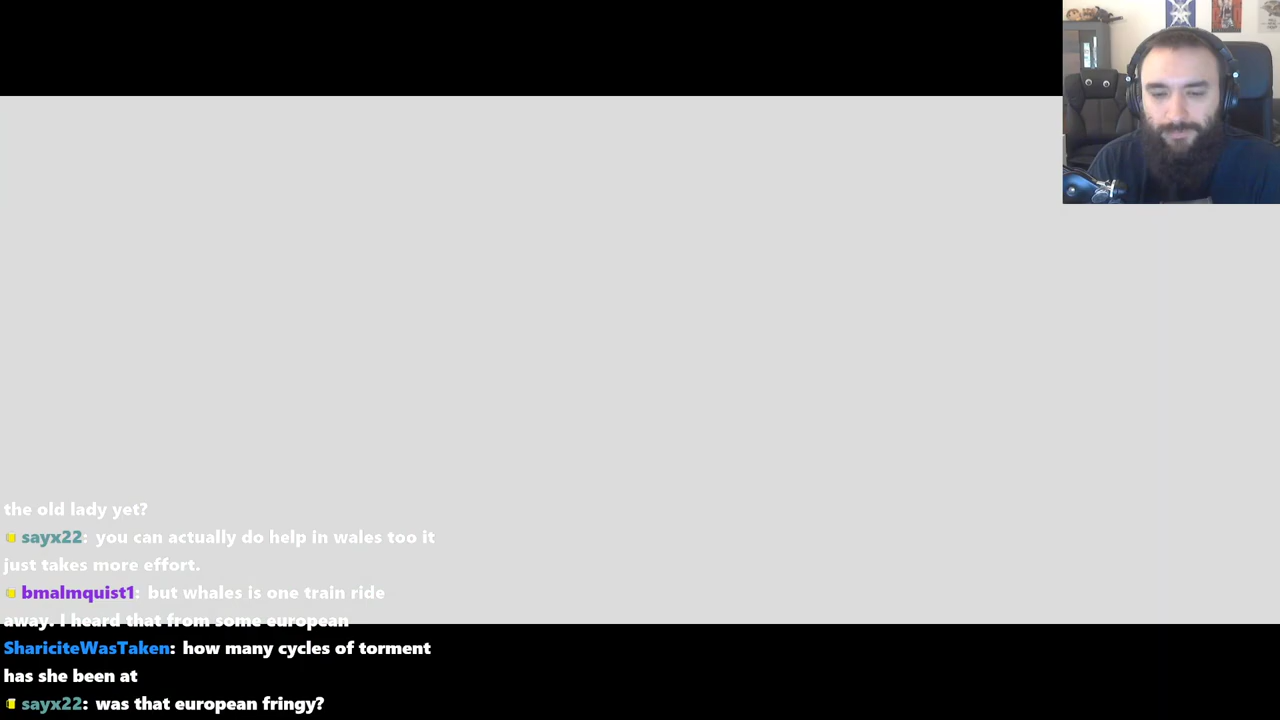 the old lady yet?
sayx22: you can actually do help in wales too it
just takes more effort.
bmalmquist1: but whales is one train ride
away. I heard that from some european
ShariciteWasTaken: how many cycles of torment
has she been at
sayx22: was that european fringy?